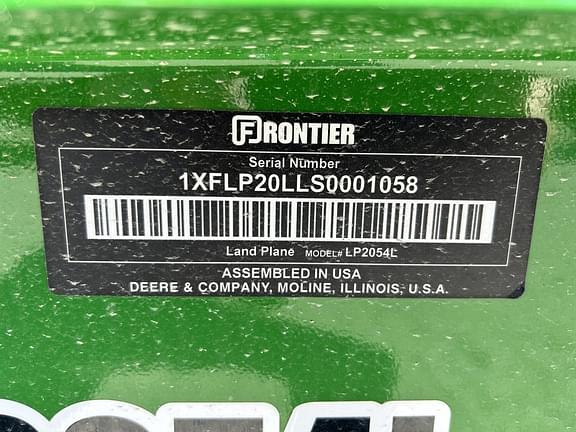 FRONTIER
Serial Number
1XFLP20LLS0001058
Land Plane MODEL# LP2054L
ASSEMBLED IN USA
DEERE & COMPANY, MOLINE, ILLINOIS, U.S.A.